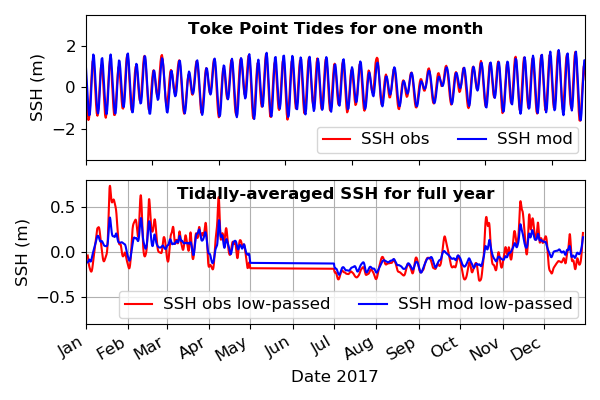 Toke Point Tides for one month
2
0
−2
SSH (m)
SSH obs
SSH mod
Tidally-averaged SSH for full year
0.5
0.0
−0.5
SSH (m)
SSH obs low-passed
SSH mod low-passed
Jan Feb Mar Apr May Jun Jul Aug Sep Oct Nov Dec
Date 2017